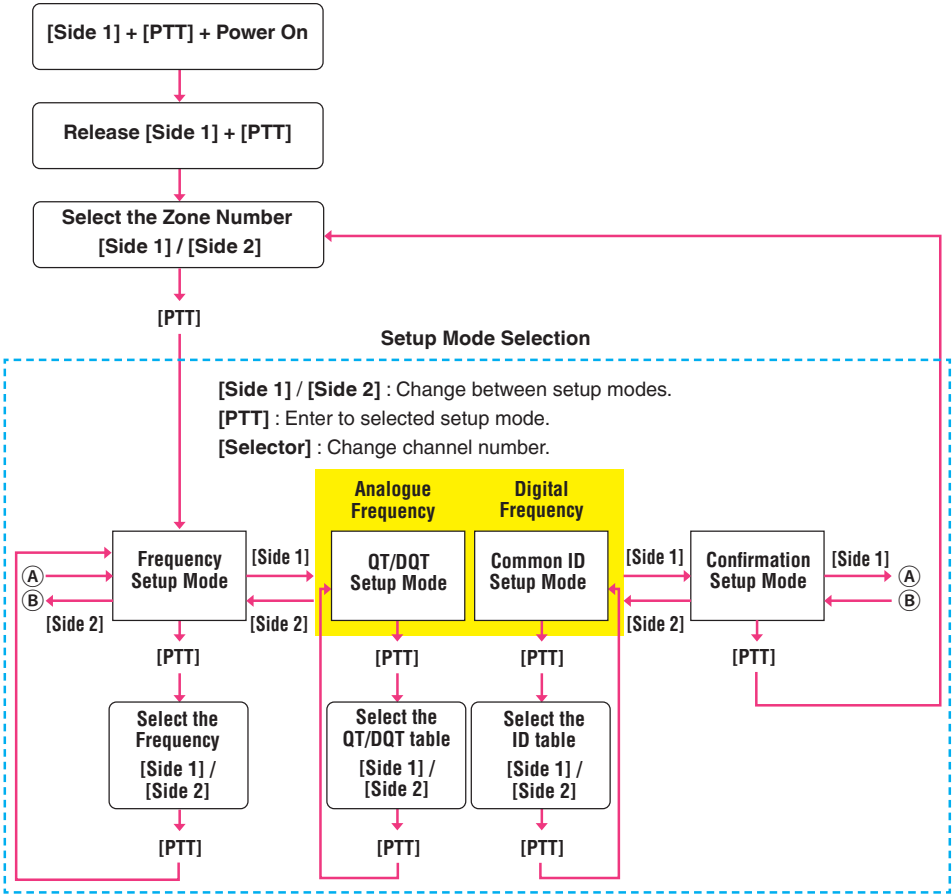 [Side 1] + [PTT] + Power On
Release [Side 1] + [PTT]
Select the Zone Number
[Side 1] / [Side 2]
[PTT]
Setup Mode Selection
[Side 1] / [Side 2] : Change between setup modes.
[PTT] : Enter to selected setup mode.
[Selector] : Change channel number.
Analogue
Frequency
Digital
Frequency
A
B
Frequency
Setup Mode
[Side 1]
[Side 2]
[Side 2]
QT/DQT
Setup Mode
Common ID
Setup Mode
[Side 1]
[Side 2]
Confirmation
Setup Mode
[Side 1]
A
B
[PTT]
[PTT]
[PTT]
[PTT]
Select the
Frequency
[Side 1] /
[Side 2]
Select the
QT/DQT table
[Side 1] /
[Side 2]
Select the
ID table
[Side 1] /
[Side 2]
[PTT]
[PTT]
[PTT]